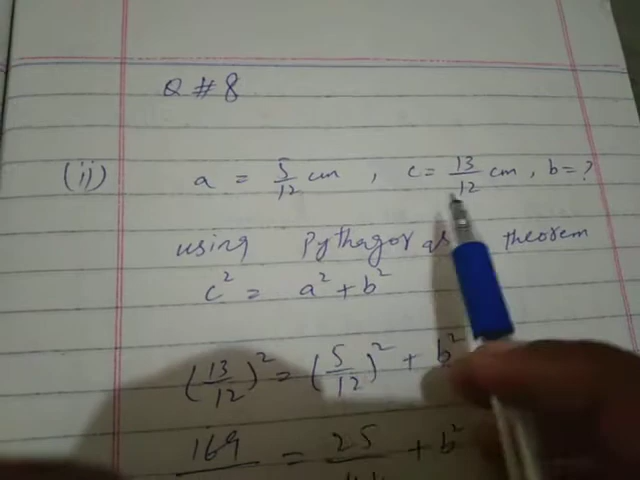 Q # 8
(ii) a = 5/12 cm , c = 13/12 cm , b = ?
using Pythagoras theorem
c² = a² + b²
(13/12)² = (5/12)² + b²
169 = 25 + b²